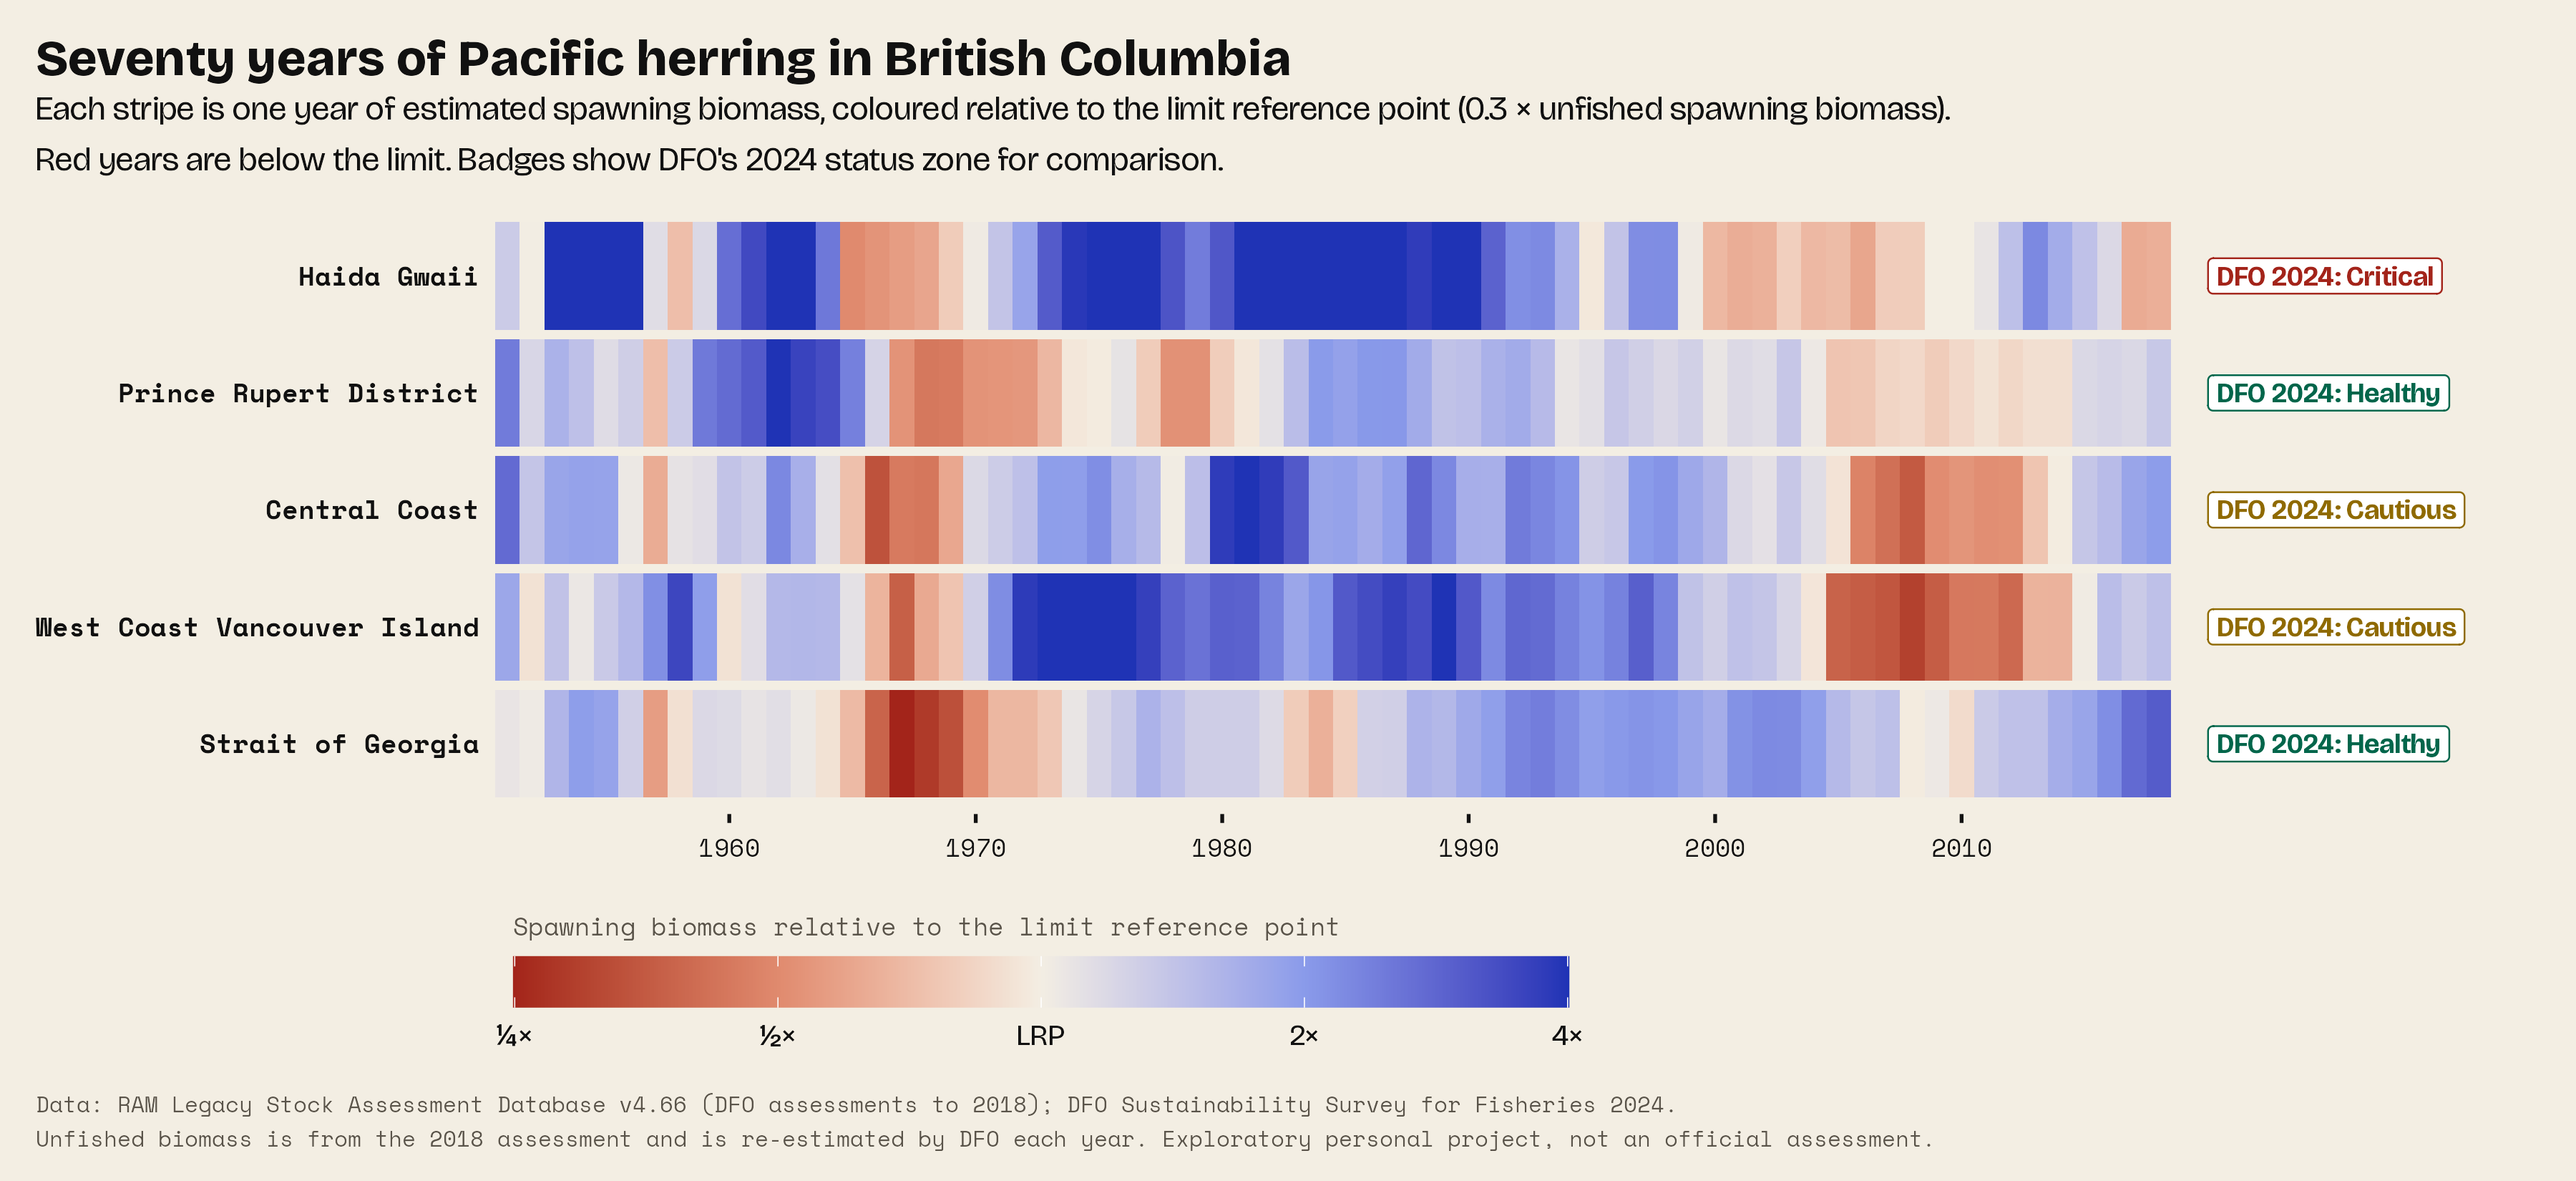 Seventy years of Pacific herring in British Columbia
Each stripe is one year of estimated spawning biomass, coloured relative to the limit reference point (0.3 × unfished spawning biomass).
Red years are below the limit. Badges show DFO's 2024 status zone for comparison.
Haida Gwaii
DFO 2024: Critical
Prince Rupert District
DFO 2024: Healthy
Central Coast
DFO 2024: Cautious
West Coast Vancouver Island
DFO 2024: Cautious
Strait of Georgia
DFO 2024: Healthy
1960 1970 1980 1990 2000 2010
Spawning biomass relative to the limit reference point
¼× ½× LRP 2× 4×
Data: RAM Legacy Stock Assessment Database v4.66 (DFO assessments to 2018); DFO Sustainability Survey for Fisheries 2024.
Unfished biomass is from the 2018 assessment and is re-estimated by DFO each year. Exploratory personal project, not an official assessment.